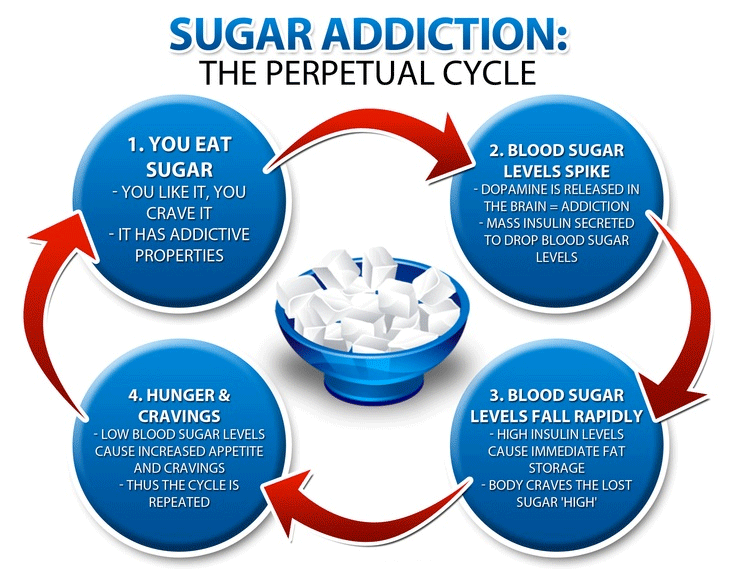 SUGAR ADDICTION:
THE PERPETUAL CYCLE
1. YOU EAT
SUGAR
- YOU LIKE IT, YOU
CRAVE IT
- IT HAS ADDICTIVE
PROPERTIES
2. BLOOD SUGAR
LEVELS SPIKE
- DOPAMINE IS RELEASED IN
THE BRAIN = ADDICTION
- MASS INSULIN SECRETED
TO DROP BLOOD SUGAR
LEVELS
3. BLOOD SUGAR
LEVELS FALL RAPIDLY
- HIGH INSULIN LEVELS
CAUSE IMMEDIATE FAT
STORAGE
- BODY CRAVES THE LOST
SUGAR 'HIGH'
4. HUNGER &
CRAVINGS
- LOW BLOOD SUGAR LEVELS
CAUSE INCREASED APPETITE
AND CRAVINGS
- THUS THE CYCLE IS
REPEATED